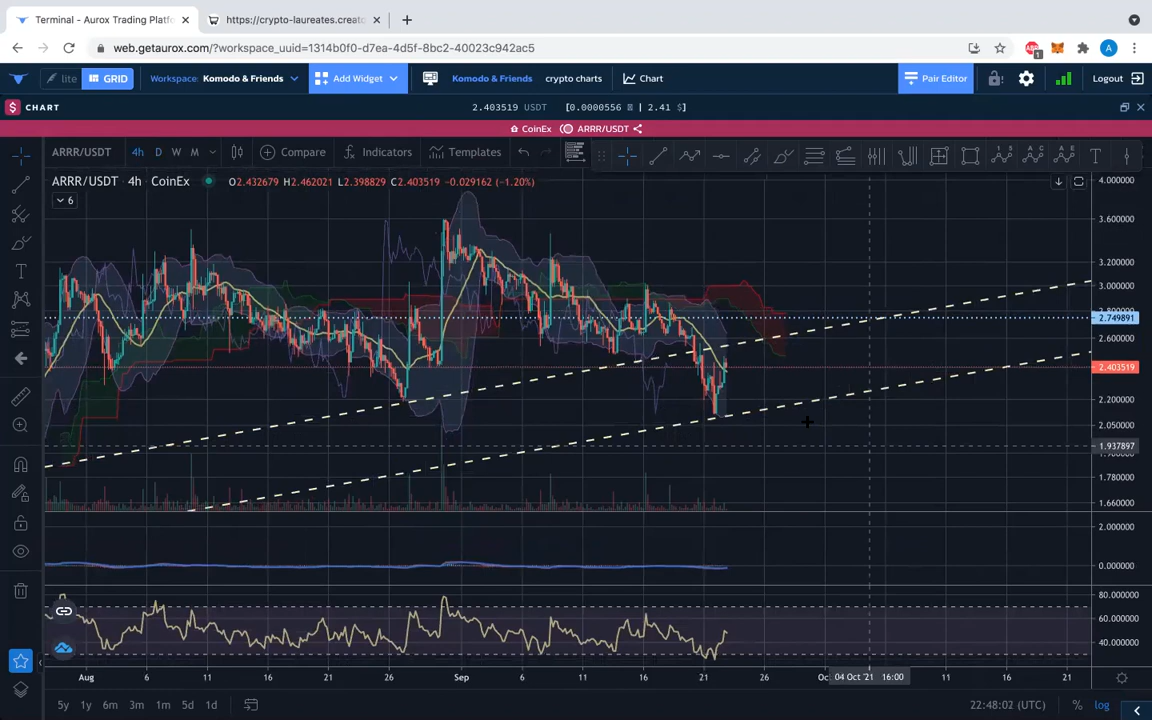 Terminal - Aurox Trading Platfo
https://crypto-laureates.creato
web.getaurox.com/?workspace_uuid=1314b0f0-d7ea-4d5f-8bc2-40023c942ac5
1
A
lite
GRID
Workspace: Komodo & Friends
Add Widget
Komodo & Friends
crypto charts
Chart
Pair Editor
Logout
$ CHART
2.403519 USDT [0.0000556 | 2.41 $]
CoinEx ARRR/USDT
ARRR/USDT 4h D W M Compare Indicators Templates
ARRR/USDT · 4h · CoinEx O2.432679 H2.462021 L2.398829 C2.403519 -0.029162 (-1.20%)
6
4.000000
3.600000
3.200000
3.000000
2.800000
2.749891
2.600000
2.403519
2.200000
2.050000
1.937897
1.780000
1.660000
2.000000
0.000000
80.000000
60.000000
40.000000
Aug 6 11 16 21 26 Sep 6 11 16 21 26 Oc 04 Oct '21 16:00 11 16 21
5y 1y 6m 3m 1m 5d 1d
22:48:02 (UTC) % log